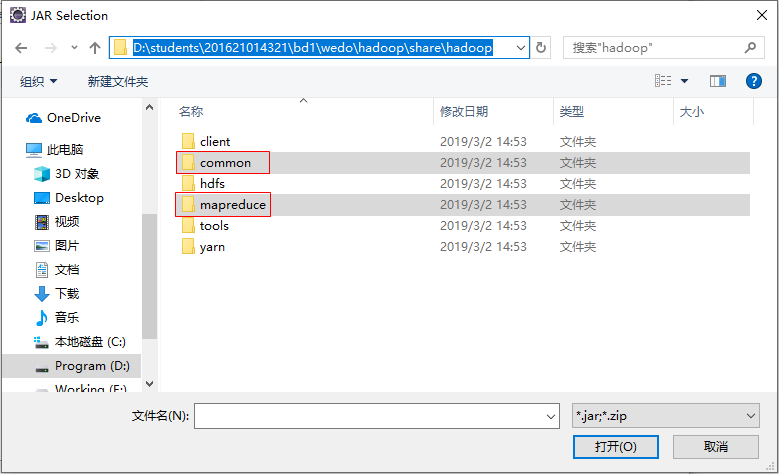 JAR Selection
D:\students\201621014321\bd1\wedo\hadoop\share\hadoop
搜索"hadoop"
组织 新建文件夹
名称 修改日期 类型 大小
OneDrive
此电脑
3D 对象
Desktop
视频
图片
文档
下载
音乐
本地磁盘 (C:)
Program (D:)
Working (E:)
client 2019/3/2 14:53 文件夹
common 2019/3/2 14:53 文件夹
hdfs 2019/3/2 14:53 文件夹
mapreduce 2019/3/2 14:53 文件夹
tools 2019/3/2 14:53 文件夹
yarn 2019/3/2 14:53 文件夹
文件名(N):
*.jar;*.zip
打开(O) 取消